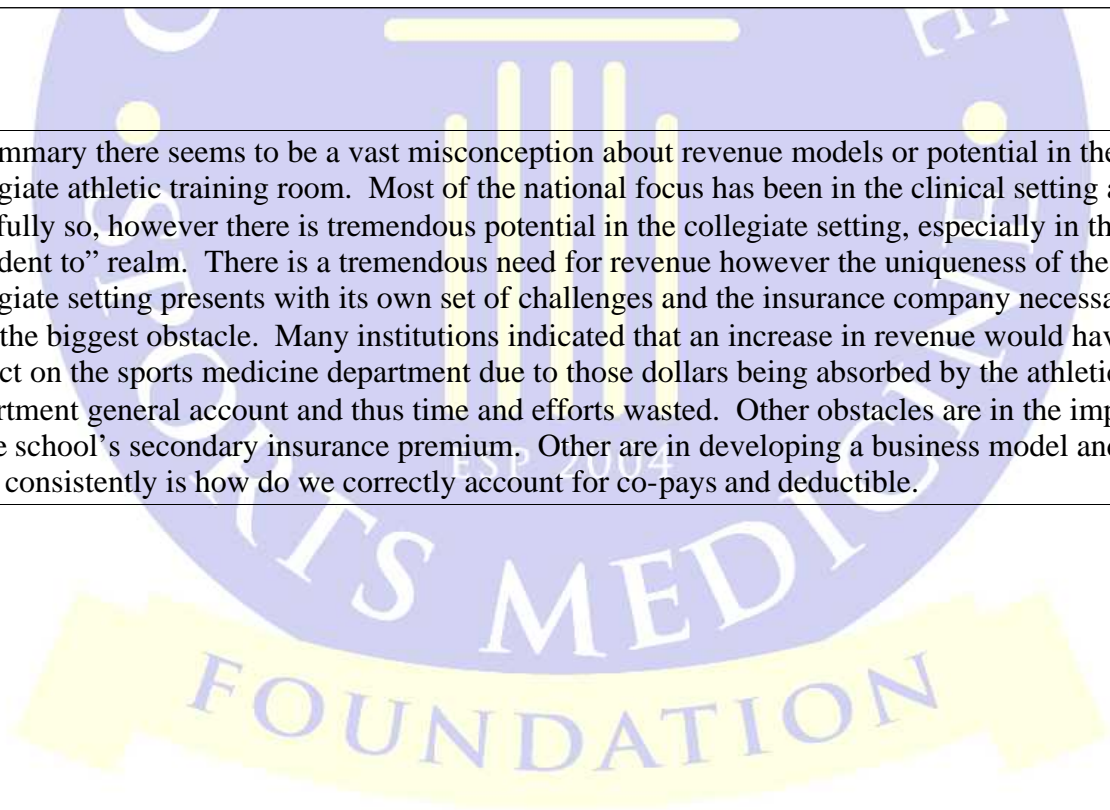 mmary there seems to be a vast misconception about revenue models or potential in the
giate athletic training room. Most of the national focus has been in the clinical setting a
fully so, however there is tremendous potential in the collegiate setting, especially in th
dent to” realm. There is a tremendous need for revenue however the uniqueness of the
giate setting presents with its own set of challenges and the insurance company necessa
the biggest obstacle. Many institutions indicated that an increase in revenue would hav
ct on the sports medicine department due to those dollars being absorbed by the athletic
rtment general account and thus time and efforts wasted. Other obstacles are in the imp
e school’s secondary insurance premium. Other are in developing a business model and
consistently is how do we correctly account for co-pays and deductible.
ESP 2004
SPORTS MEDICINE
FOUNDATION